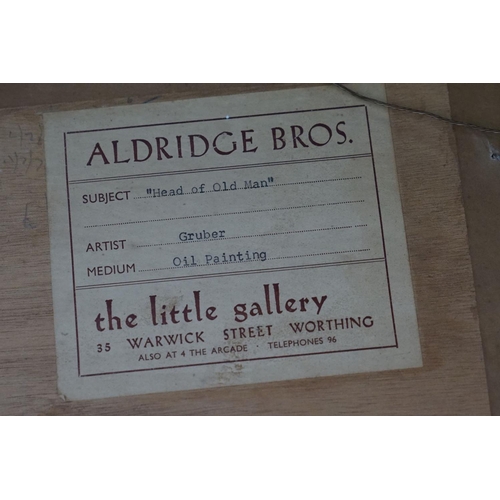 ALDRIDGE BROS.
SUBJECT "Head of Old Man"
ARTIST Gruber
MEDIUM Oil Painting
the little gallery
35 WARWICK STREET WORTHING
ALSO AT 4 THE ARCADE · TELEPHONES 96